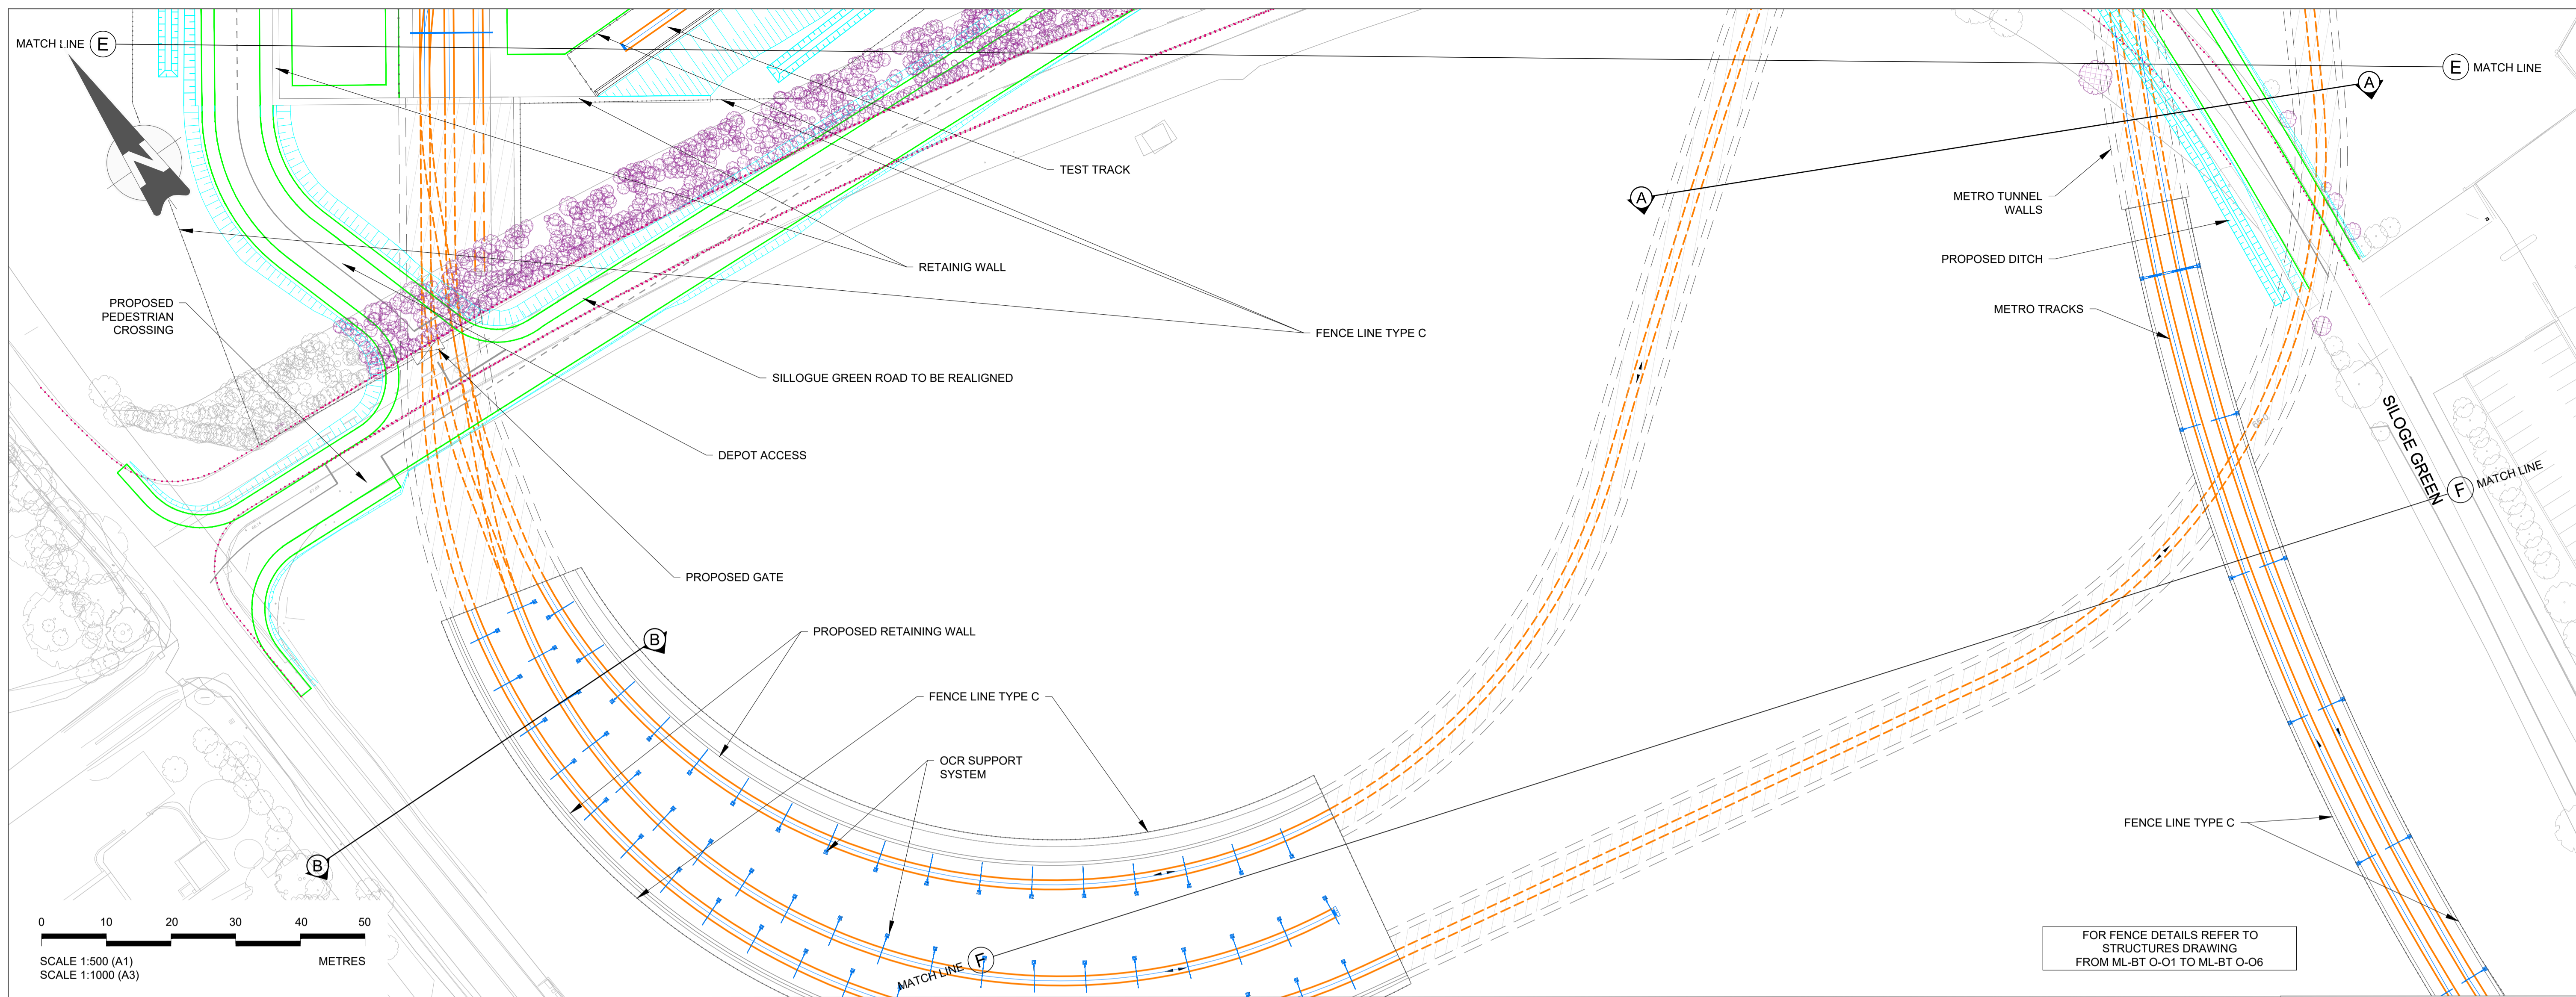 MATCH LINE E
E MATCH LINE
A
A
TEST TRACK
METRO TUNNEL
WALLS
PROPOSED DITCH
RETAINIG WALL
PROPOSED
PEDESTRIAN
CROSSING
METRO TRACKS
FENCE LINE TYPE C
SILLOGUE GREEN ROAD TO BE REALIGNED
DEPOT ACCESS
SILOGE GREEN
F MATCH LINE
PROPOSED GATE
B
PROPOSED RETAINING WALL
FENCE LINE TYPE C
OCR SUPPORT
SYSTEM
FENCE LINE TYPE C
B
0 10 20 30 40 50
SCALE 1:500 (A1) METRES
SCALE 1:1000 (A3)
MATCH LINE F
FOR FENCE DETAILS REFER TO
STRUCTURES DRAWING
FROM ML-BT O-O1 TO ML-BT O-O6